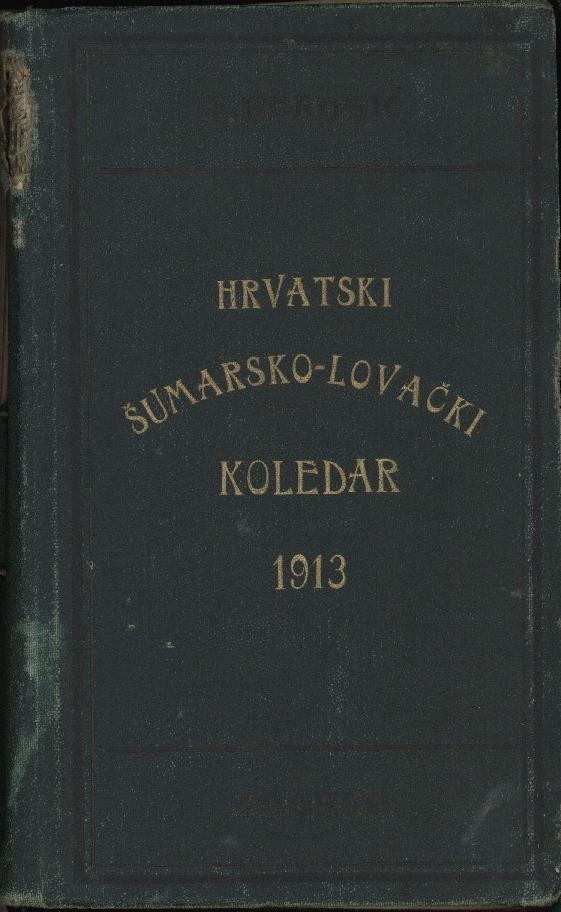 HRVATSKI
ŠUMARSKO-LOVAČKI
KOLEDAR
1913